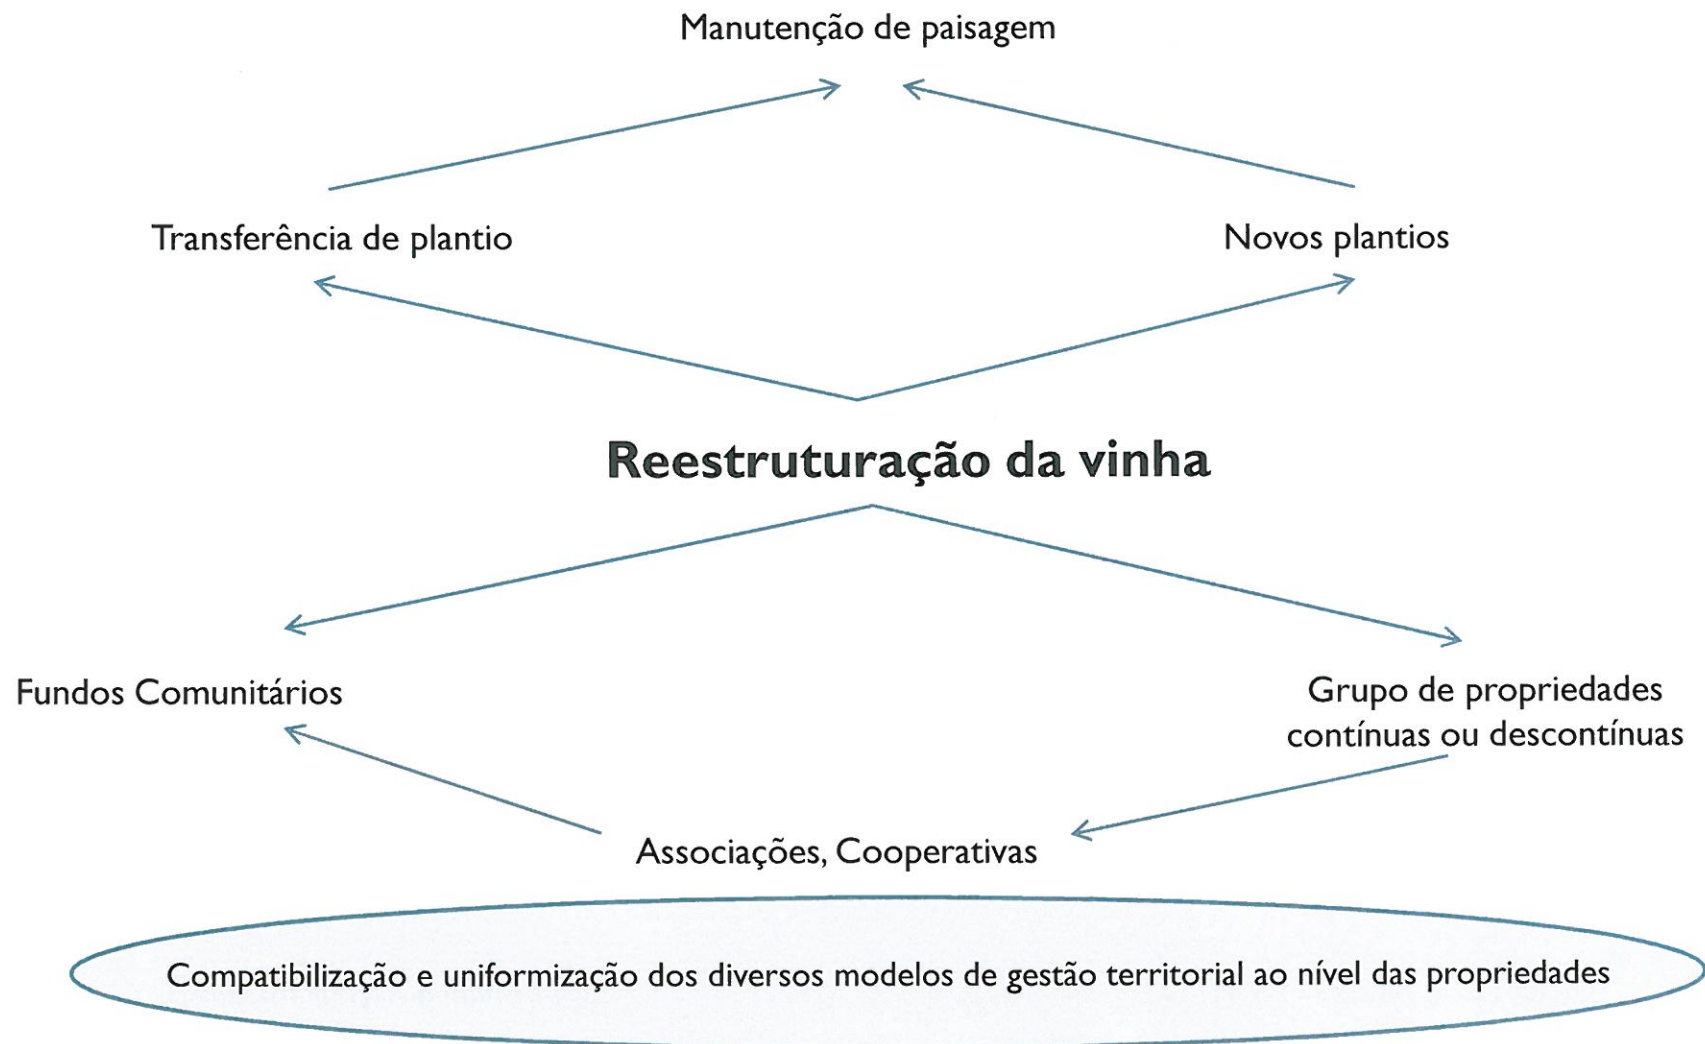 Manutenção de paisagem
Transferência de plantio
Novos plantios
Reestruturação da vinha
Fundos Comunitários
Grupo de propriedades
contínuas ou descontínuas
Associações, Cooperativas
Compatibilização e uniformização dos diversos modelos de gestão territorial ao nível das propriedades